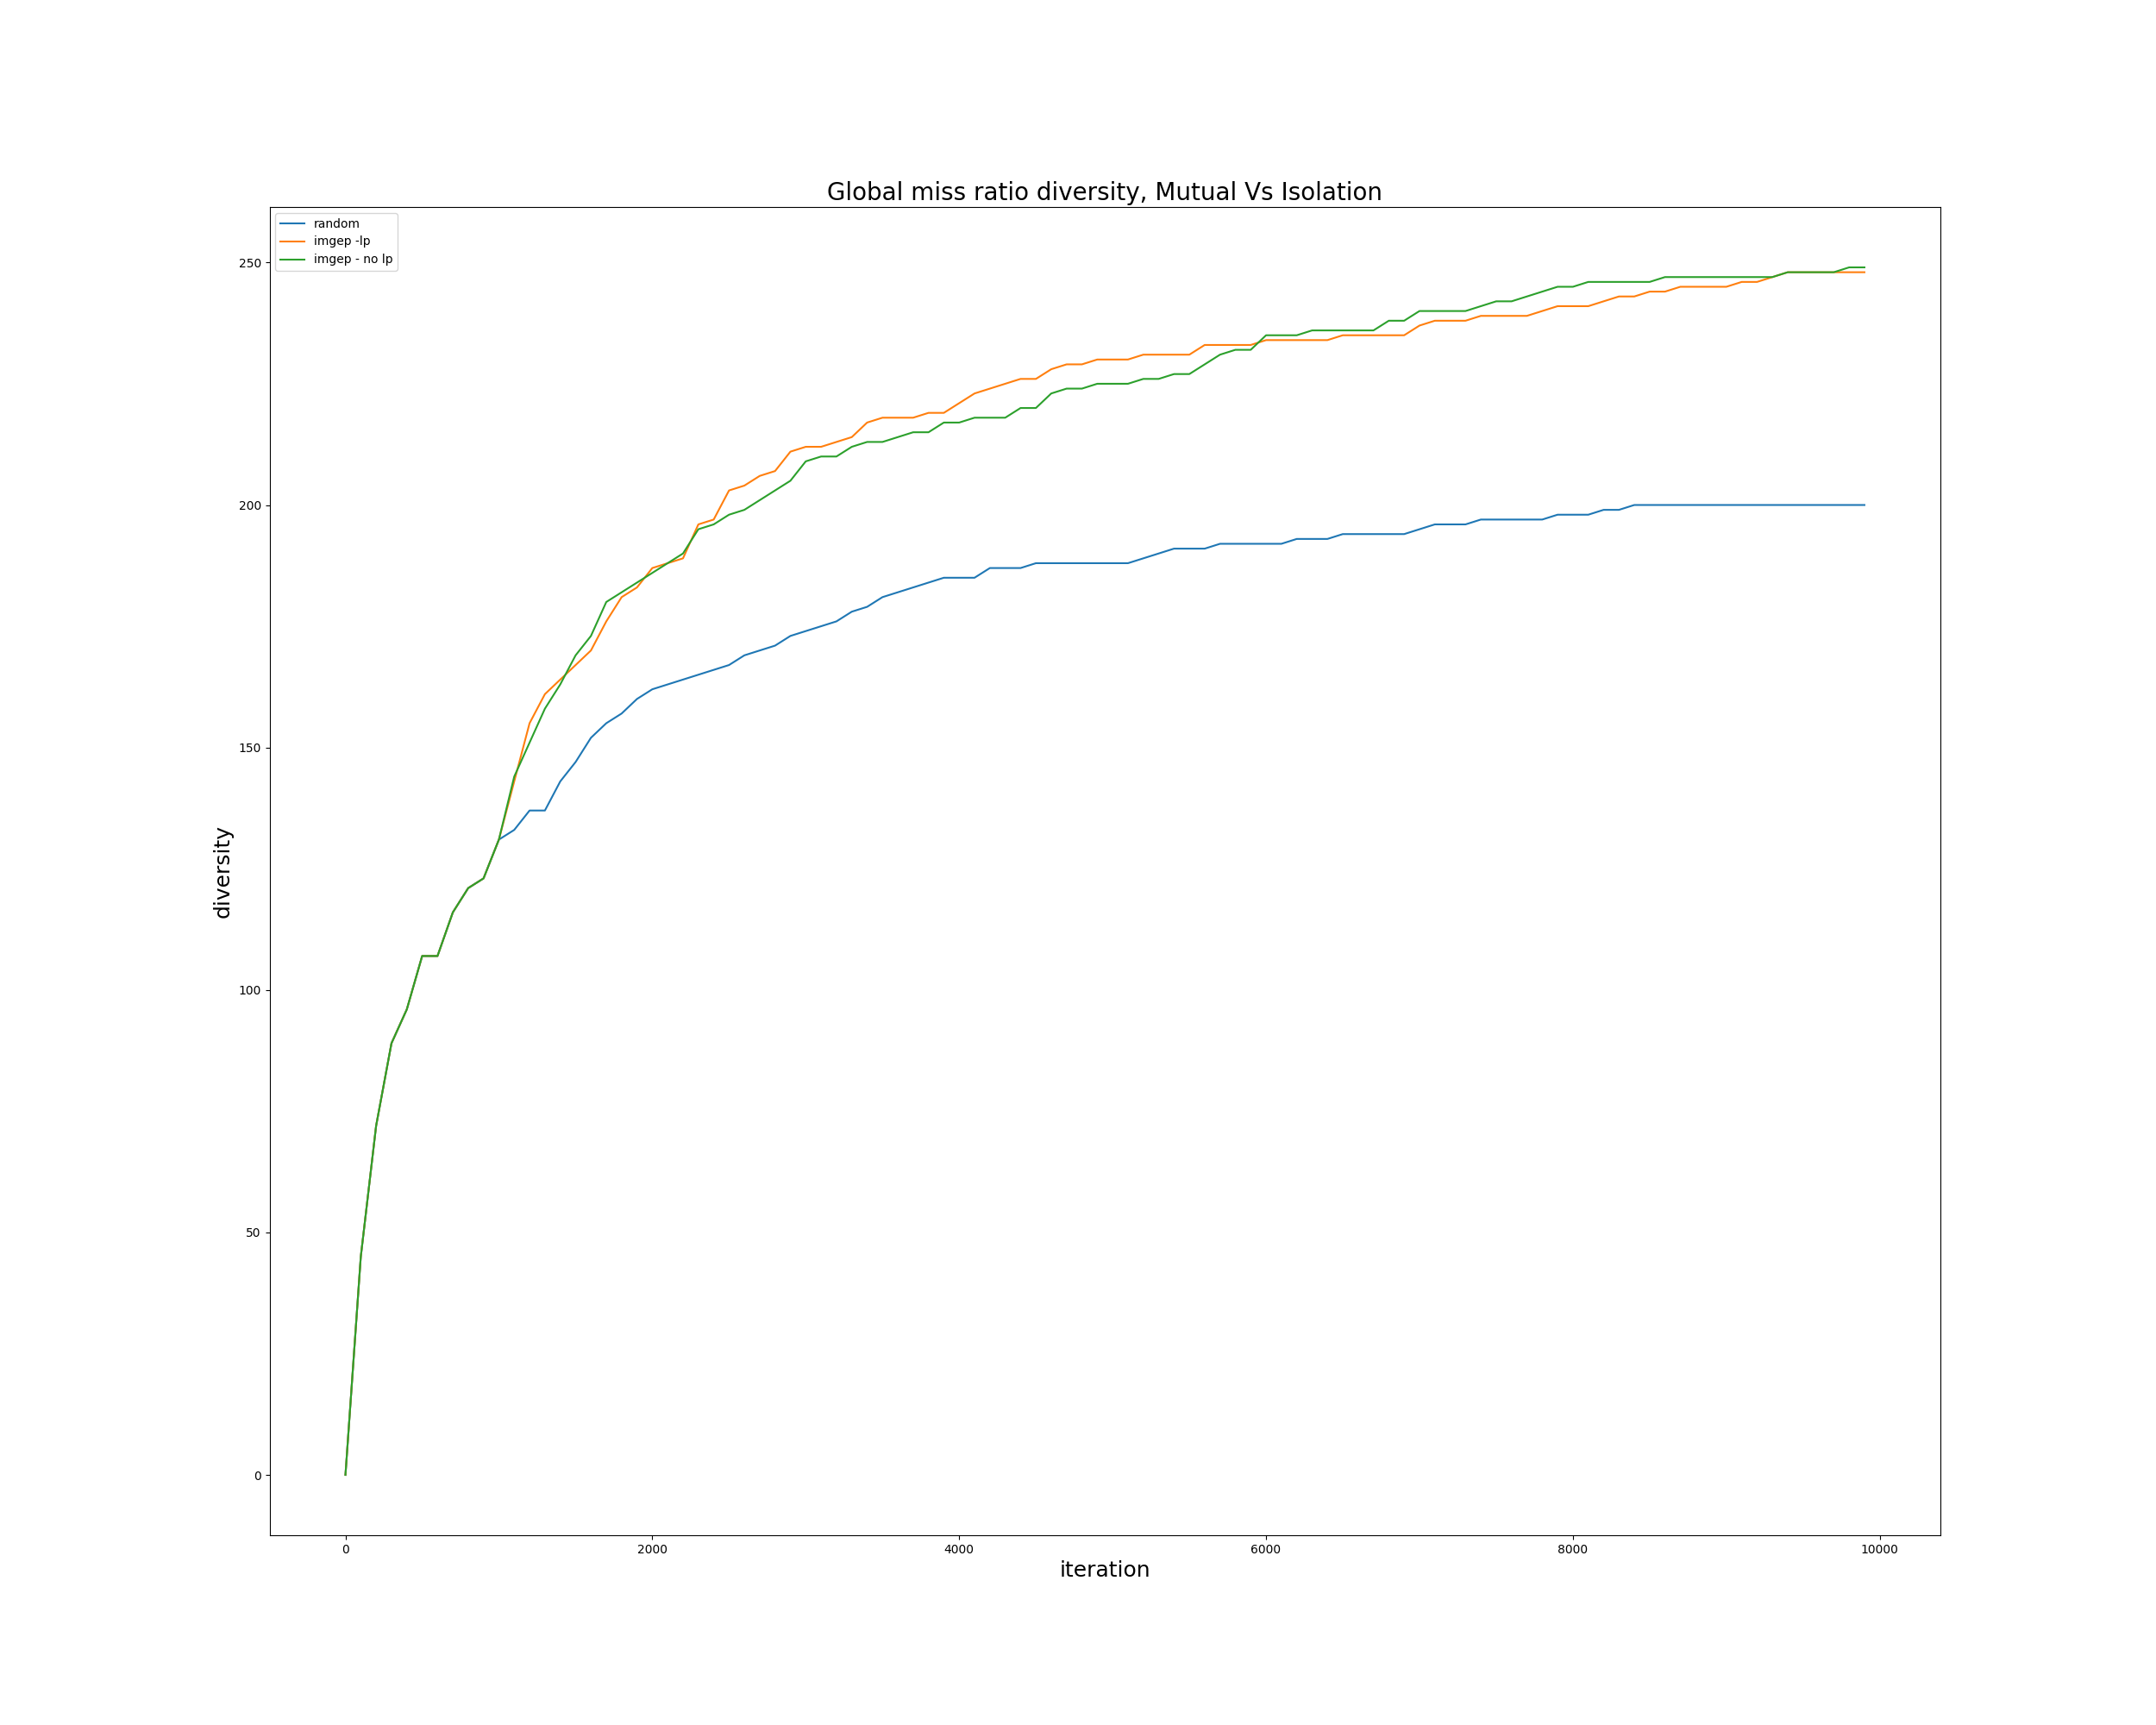 Global miss ratio diversity, Mutual Vs Isolation
random
imgep -lp
imgep - no lp
250
200
150
100
50
0
diversity
0 2000 4000 6000 8000 10000
iteration